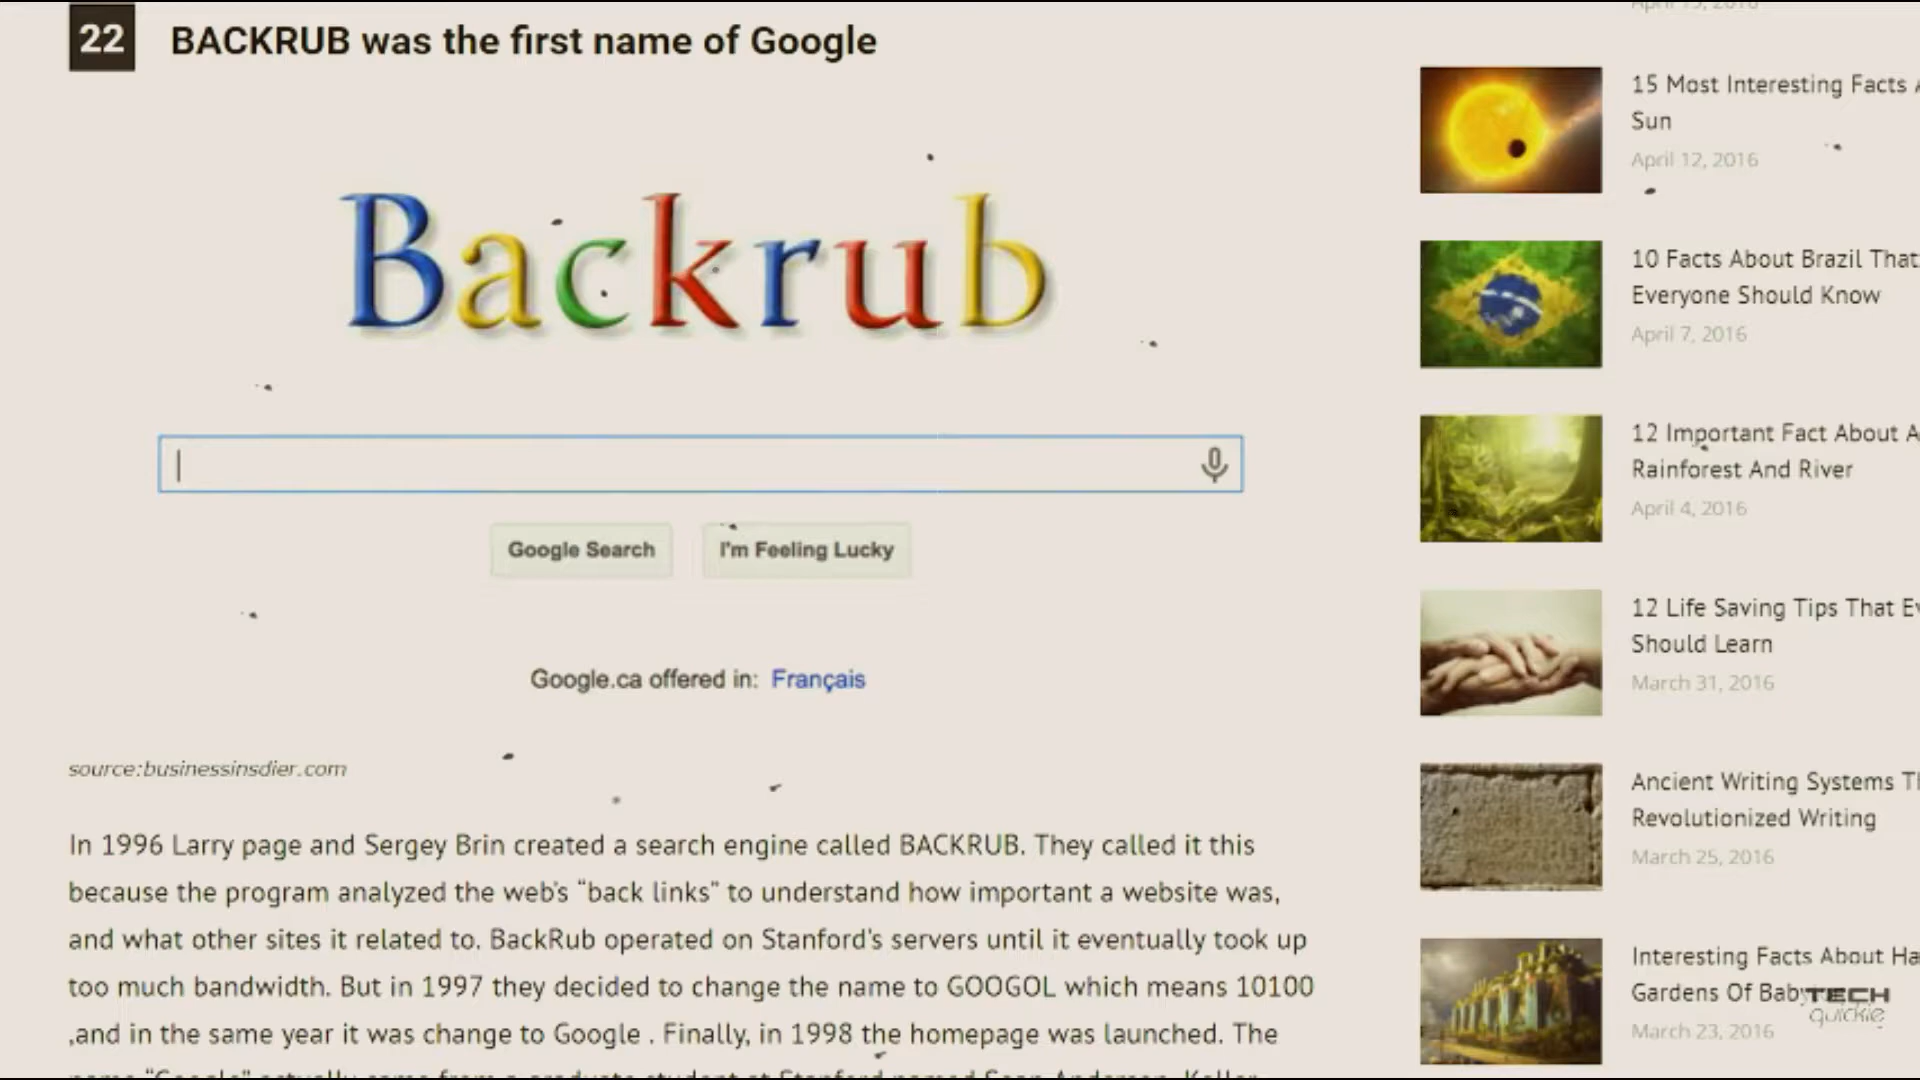 22 BACKRUB was the first name of Google
Backrub
Google Search I'm Feeling Lucky
Google.ca offered in: Français
source:businessinsdier.com
In 1996 Larry page and Sergey Brin created a search engine called BACKRUB. They called it this
because the program analyzed the web's “back links” to understand how important a website was,
and what other sites it related to. BackRub operated on Stanford's servers until it eventually took up
too much bandwidth. But in 1997 they decided to change the name to GOOGOL which means 10100
,and in the same year it was change to Google . Finally, in 1998 the homepage was launched. The
15 Most Interesting Facts
Sun
April 12, 2016
10 Facts About Brazil That
Everyone Should Know
April 7, 2016
12 Important Fact About
Rainforest And River
April 4, 2016
12 Life Saving Tips That
Should Learn
March 31, 2016
Ancient Writing Systems
Revolutionized Writing
March 25, 2016
Interesting Facts About
Gardens Of
March 23, 2016
TECH
quickie